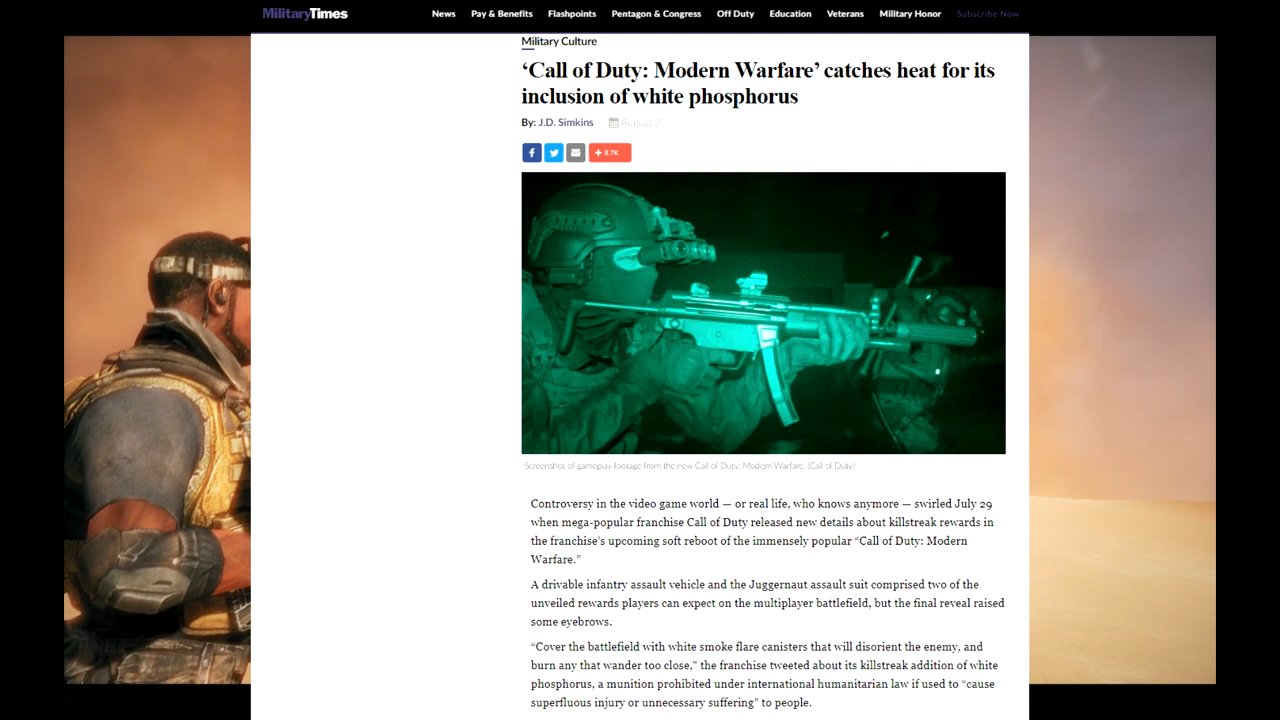 MilitaryTimes
News Pay & Benefits Flashpoints Pentagon & Congress Off Duty Education Veterans Military Honor Subscribe Now
Military Culture
‘Call of Duty: Modern Warfare’ catches heat for its
inclusion of white phosphorus
By: J.D. Simkins August 7
8.7K
Screenshot of gameplay footage from the new Call of Duty: Modern Warfare. (Call of Duty)
Controversy in the video game world — or real life, who knows anymore — swirled July 29
when mega-popular franchise Call of Duty released new details about killstreak rewards in
the franchise's upcoming soft reboot of the immensely popular “Call of Duty: Modern
Warfare.”
A drivable infantry assault vehicle and the Juggernaut assault suit comprised two of the
unveiled rewards players can expect on the multiplayer battlefield, but the final reveal raised
some eyebrows.
“Cover the battlefield with white smoke flare canisters that will disorient the enemy, and
burn any that wander too close,” the franchise tweeted about its killstreak addition of white
phosphorus, a munition prohibited under international humanitarian law if used to “cause
superfluous injury or unnecessary suffering” to people.